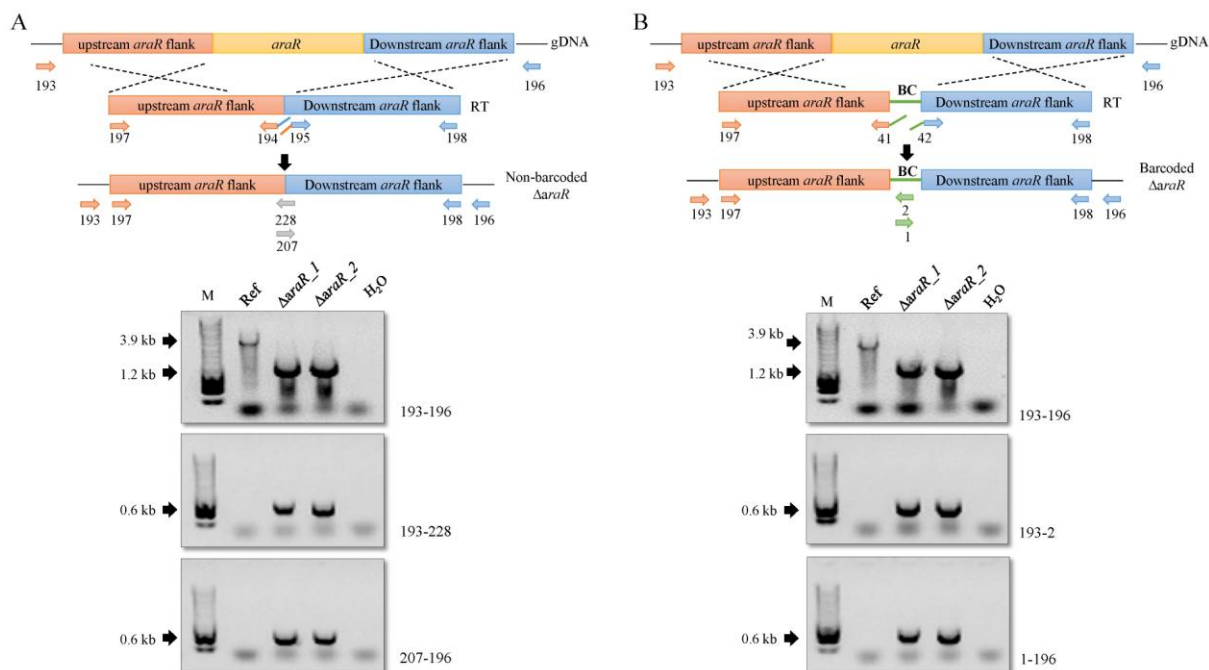 A
upstream araR flank araR Downstream araR flank gDNA
193 196
upstream araR flank Downstream araR flank RT
197 194 195 198
Non-barcoded
upstream araR flank Downstream araR flank
ΔaraR
193 197 228 198 196
207
M Ref ΔaraR_1 ΔaraR_2 H₂O
3.9 kb
1.2 kb
193-196
0.6 kb
193-228
0.6 kb
207-196
B
upstream araR flank araR Downstream araR flank gDNA
193 196
BC
upstream araR flank Downstream araR flank RT
197 41 42 198
BC
Barcoded
upstream araR flank Downstream araR flank
ΔaraR
193 197 2 198 196
1
M Ref ΔaraR_1 ΔaraR_2 H₂O
3.9 kb
1.2 kb
193-196
0.6 kb
193-2
0.6 kb
1-196